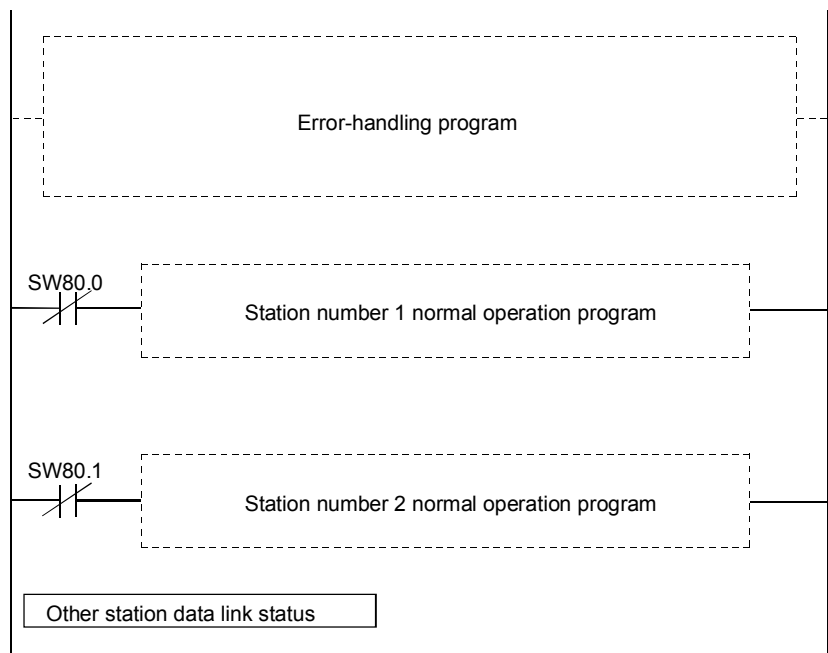 Error-handling program
SW80.0
Station number 1 normal operation program
SW80.1
Station number 2 normal operation program
Other station data link status